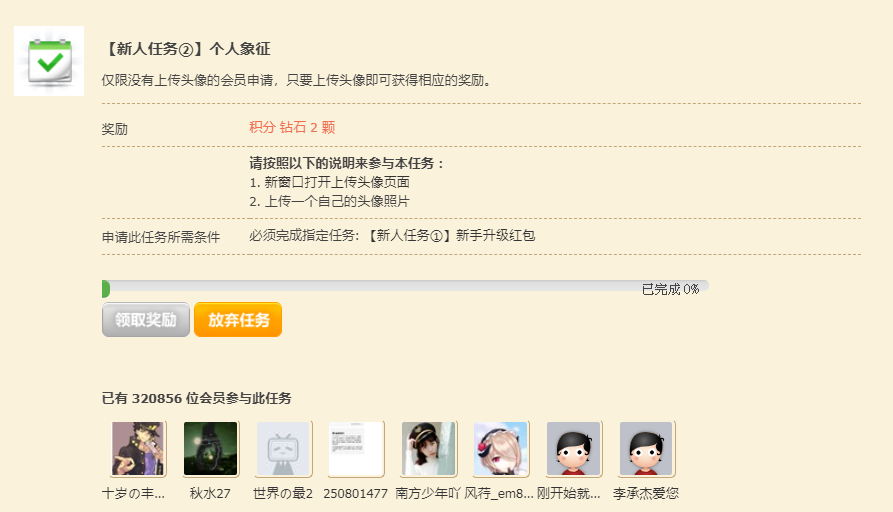 【新人任务②】个人象征
仅限没有上传头像的会员申请，只要上传头像即可获得相应的奖励。
奖励
积分 钻石 2 颗
请按照以下的说明来参与本任务：
1. 新窗口打开上传头像页面
2. 上传一个自己的头像照片
申请此任务所需条件
必须完成指定任务: 【新人任务①】新手升级红包
已完成 0%
领取奖励 放弃任务
已有 320856 位会员参与此任务
十岁の丰... 秋水27 世界の最2 250801477 南方少年吖 风荇_em8... 刚开始就... 李承杰爱您